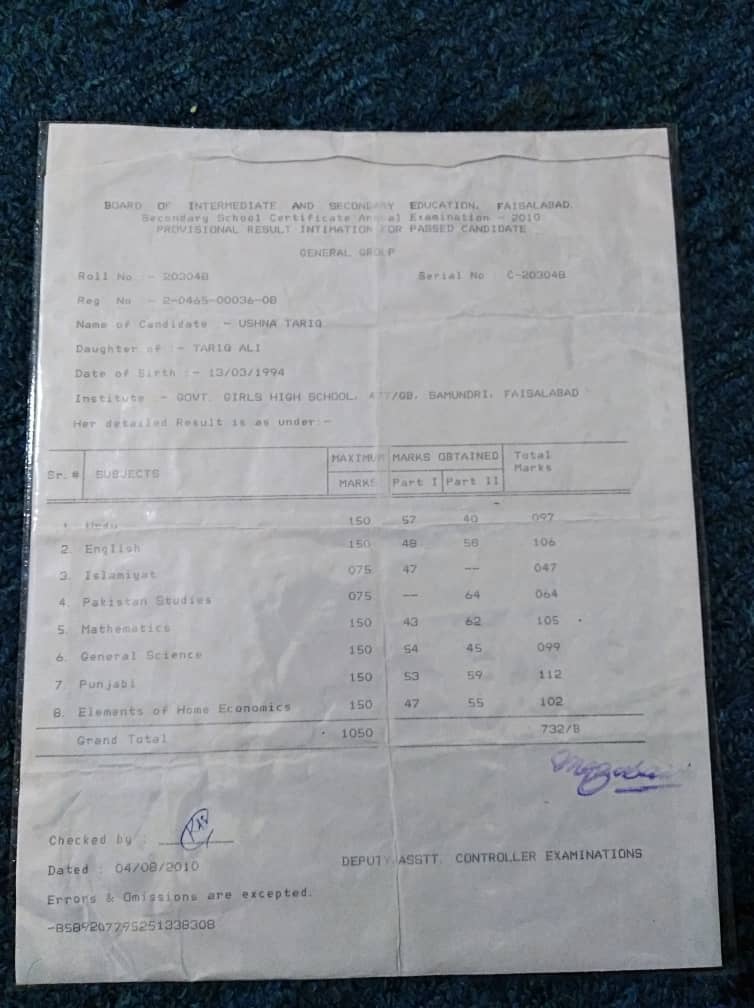 BOARD OF INTERMEDIATE AND SECONDARY EDUCATION, FAISALABAD.
Secondary School Certificate Annual Examination - 2010
PROVISIONAL RESULT INTIMATION FOR PASSED CANDIDATE
GENERAL GROUP
Roll No :- 203048 Serial No C-203048
Reg No :- 2-0465-00036-08
Name of Candidate - USHNA TARIQ
Daughter of :- TARIQ ALI
Date of Birth :- 13/03/1994
Institute :- GOVT. GIRLS HIGH SCHOOL, 477/GB, SAMUNDRI, FAISALABAD
Her detailed Result is as under:-
Sr.# SUBJECTS MAXIMUM MARKS MARKS OBTAINED Part I Part II Total Marks
1. Urdu 150 57 40 097
2. English 150 48 58 106
3. Islamiyat 075 47 -- 047
4. Pakistan Studies 075 -- 64 064
5. Mathematics 150 43 62 105
6. General Science 150 54 45 099
7. Punjabi 150 53 59 112
8. Elements of Home Economics 150 47 55 102
Grand Total 1050 732/B
Checked by :
Dated : 04/08/2010 DEPUTY/ASSTT. CONTROLLER EXAMINATIONS
Errors & Omissions are excepted.
-8589207795251338308